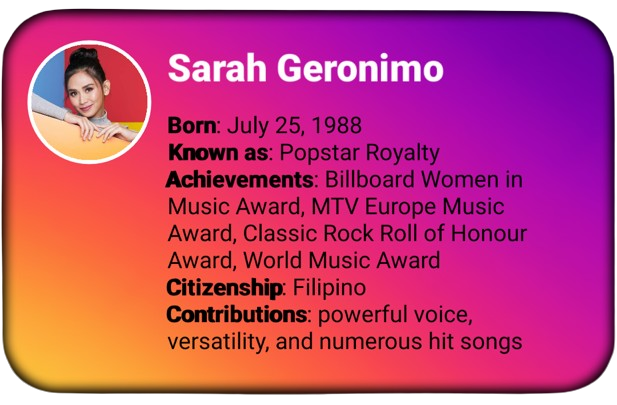 Sarah Geronimo
Born: July 25, 1988
Known as: Popstar Royalty
Achievements: Billboard Women in
Music Award, MTV Europe Music
Award, Classic Rock Roll of Honour
Award, World Music Award
Citizenship: Filipino
Contributions: powerful voice,
versatility, and numerous hit songs